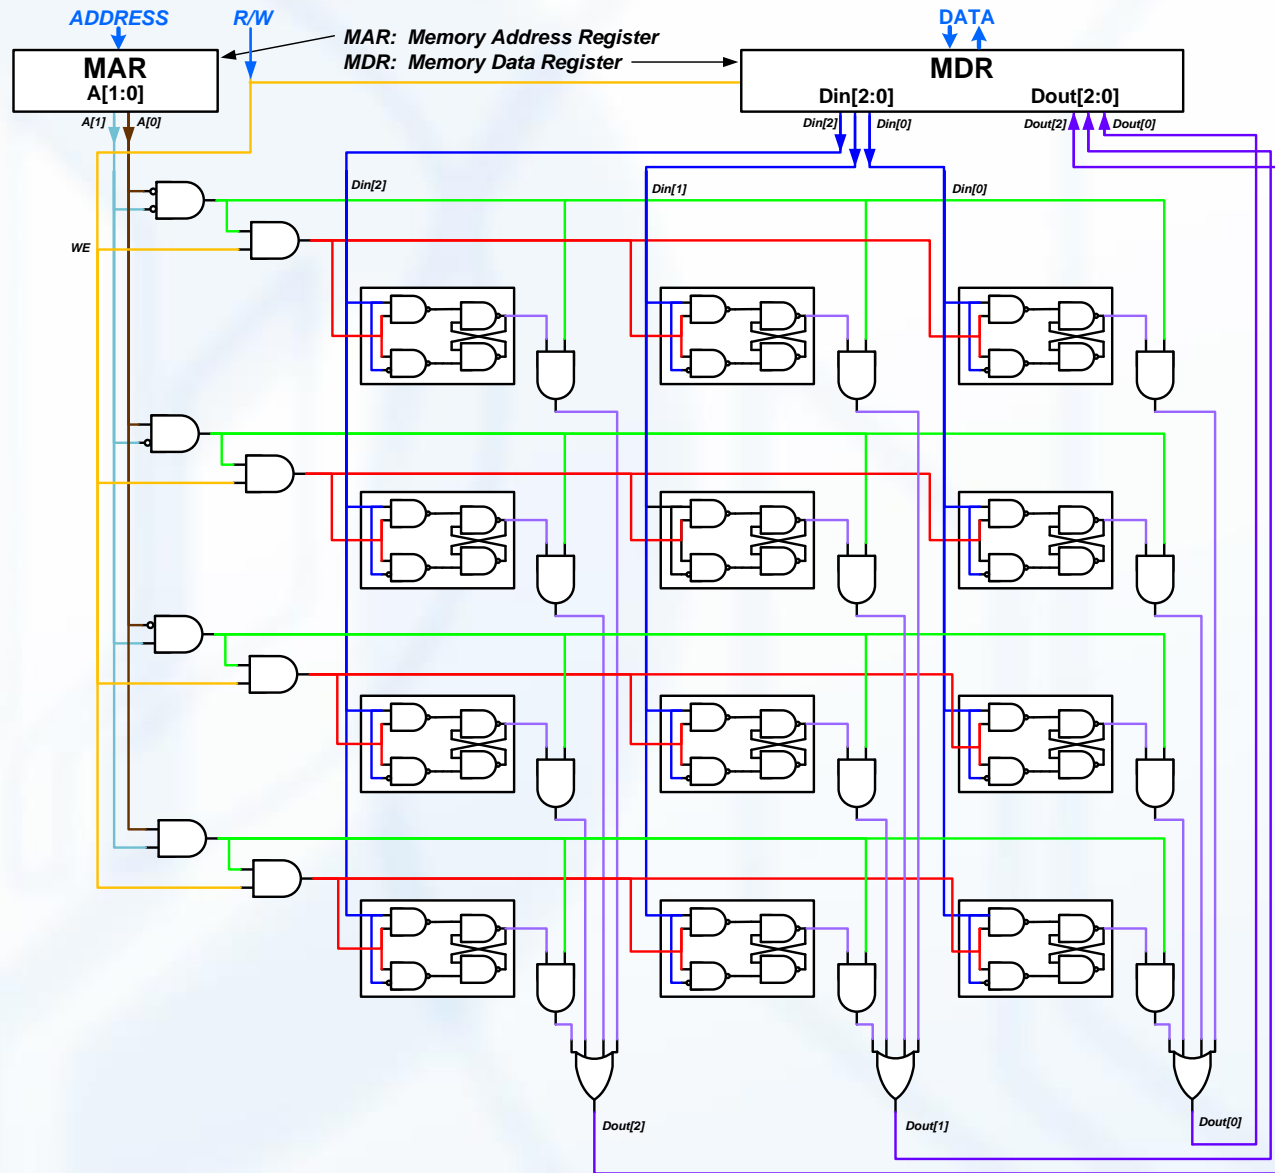 ADDRESS
R/W
DATA
MAR: Memory Address Register
MDR: Memory Data Register
MAR
A[1:0]
MDR
Din[2:0]
Dout[2:0]
A[1]
A[0]
Din[2]
Din[0]
Dout[2]
Dout[0]
Din[2]
Din[1]
Din[0]
WE
Dout[2]
Dout[1]
Dout[0]